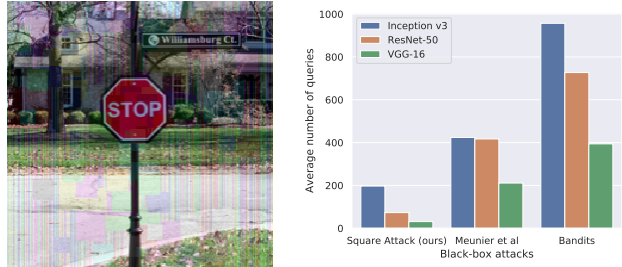 Williamsburg Ct.
STOP
Average number of queries
1000
800
600
400
200
0
Inception v3
ResNet-50
VGG-16
Square Attack (ours) Meunier et al Bandits
Black-box attacks